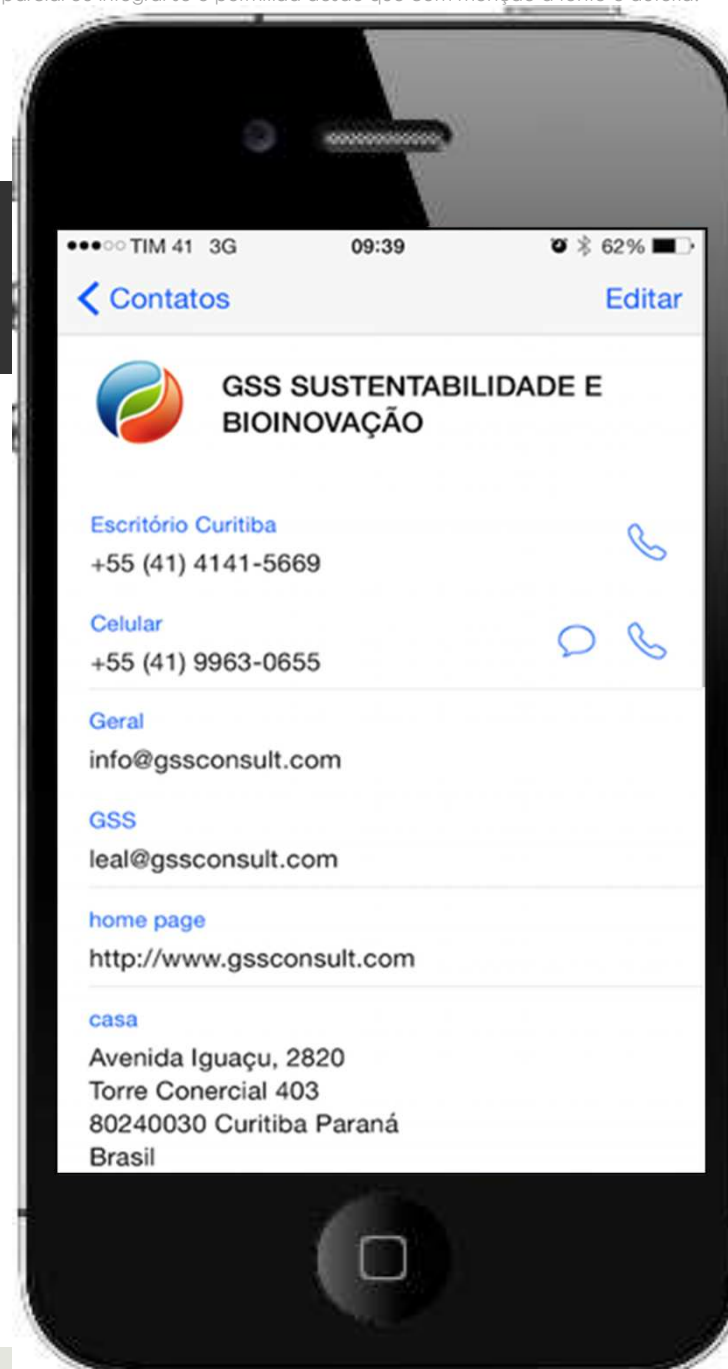 TIM 41 3G 09:39 62%
Contatos Editar
GSS SUSTENTABILIDADE E
BIOINOVAÇÃO
Escritório Curitiba
+55 (41) 4141-5669
Celular
+55 (41) 9963-0655
Geral
info@gssconsult.com
GSS
leal@gssconsult.com
home page
http://www.gssconsult.com
casa
Avenida Iguaçu, 2820
Torre Conercial 403
80240030 Curitiba Paraná
Brasil